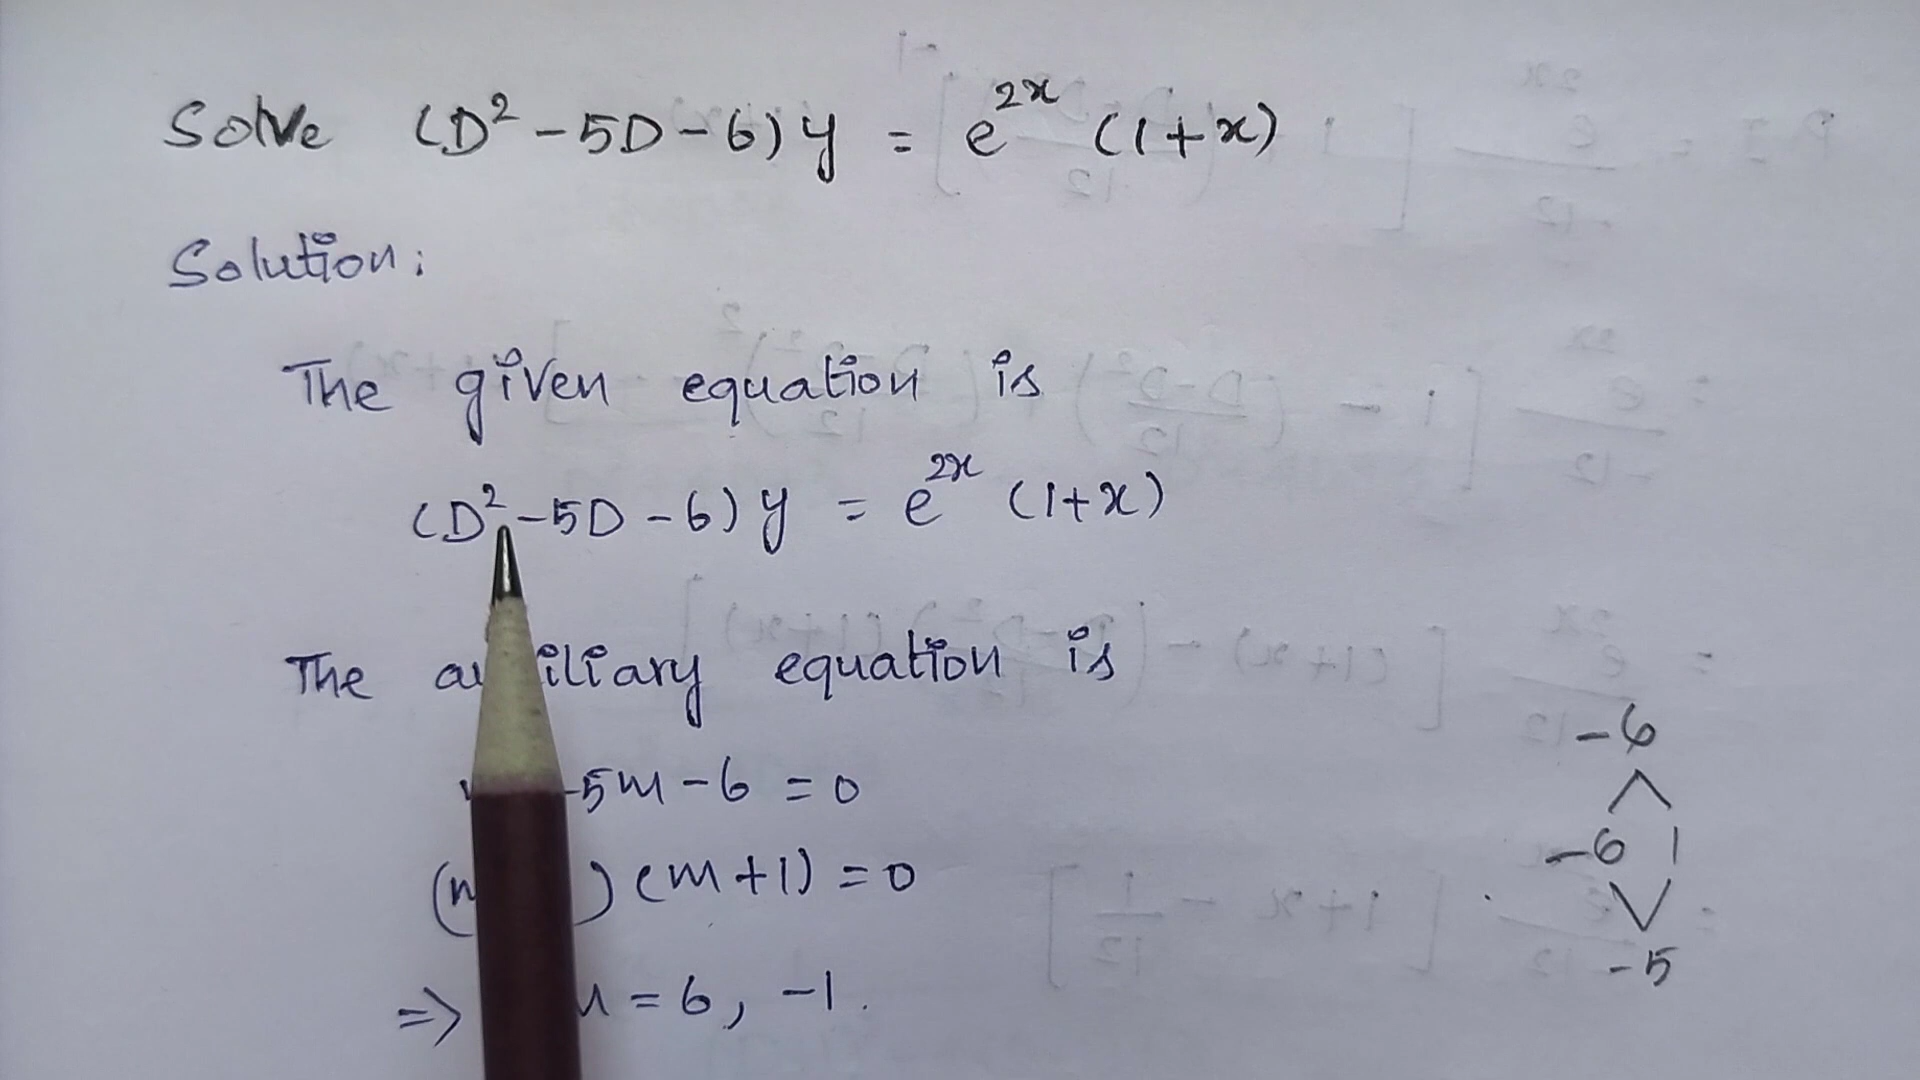 Solve (D² - 5D - 6) y = e^{2x} (1 + x)
Solution:
The given equation is
(D² - 5D - 6) y = e^{2x} (1 + x)
The equation is
-5m - 6 = 0
-6
) (m + 1) = 0
-6 1
-5
=> = 6, -1.